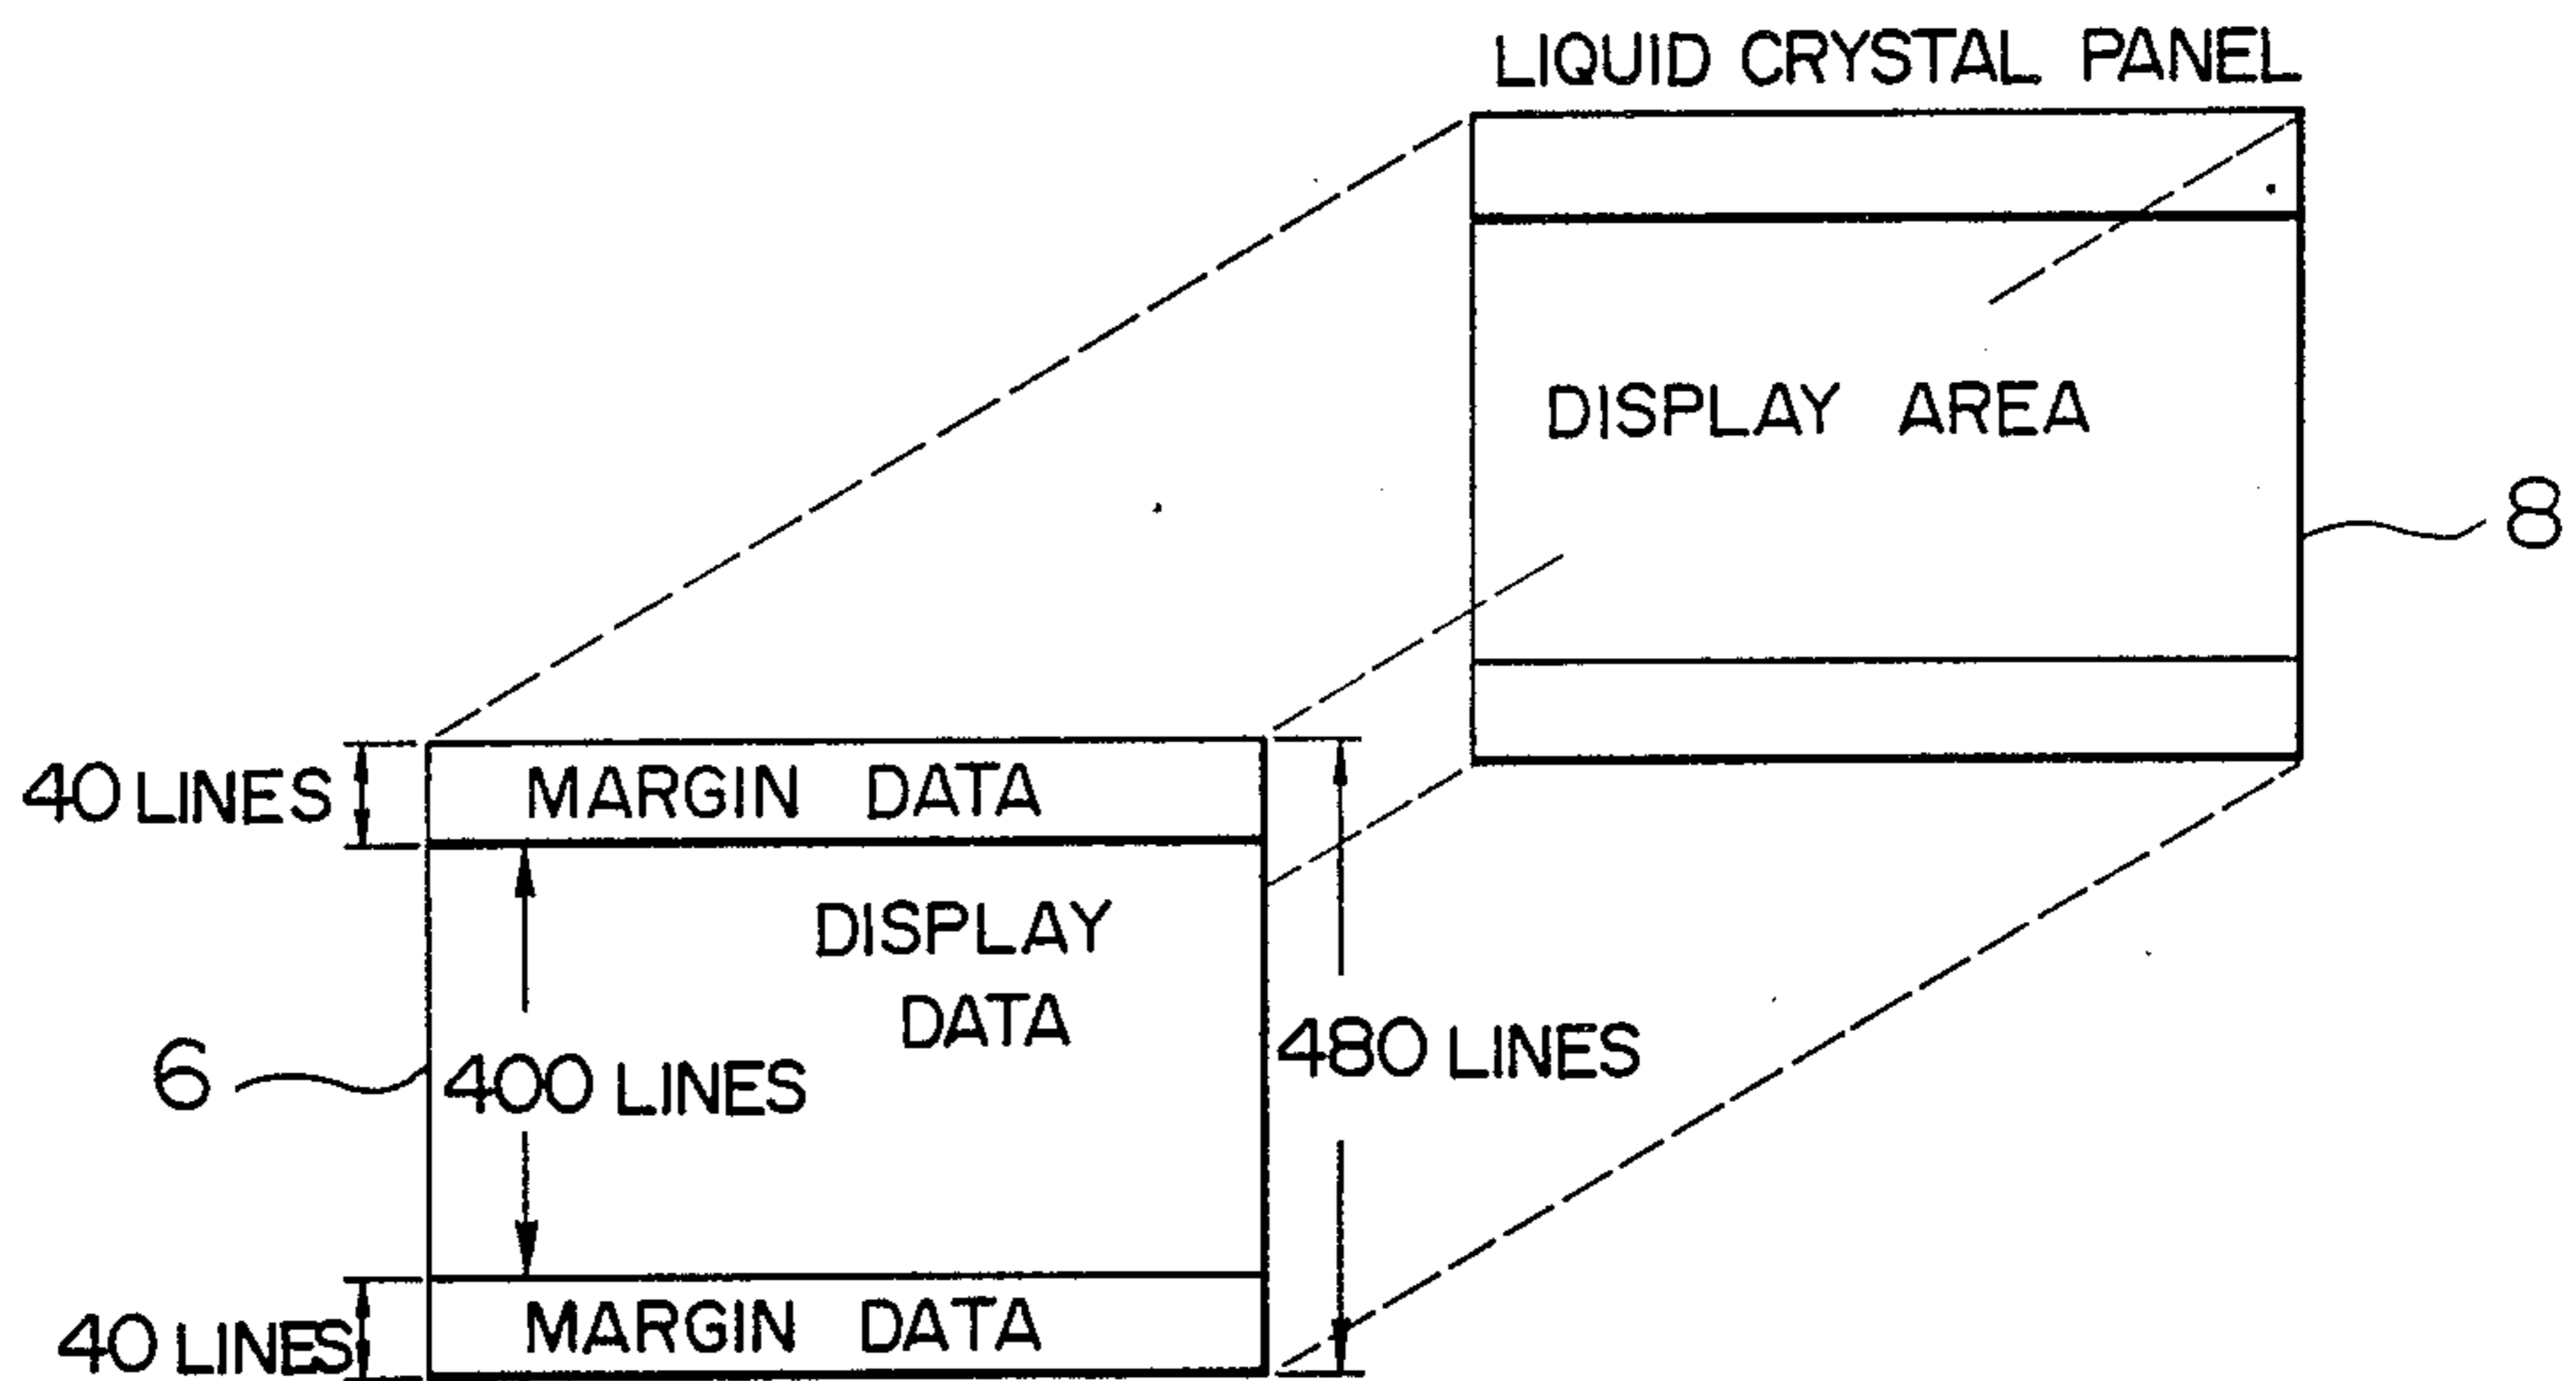 LIQUID CRYSTAL PANEL
DISPLAY AREA
8
40 LINES
MARGIN DATA
DISPLAY
DATA
6
400 LINES
480 LINES
40 LINES
MARGIN DATA